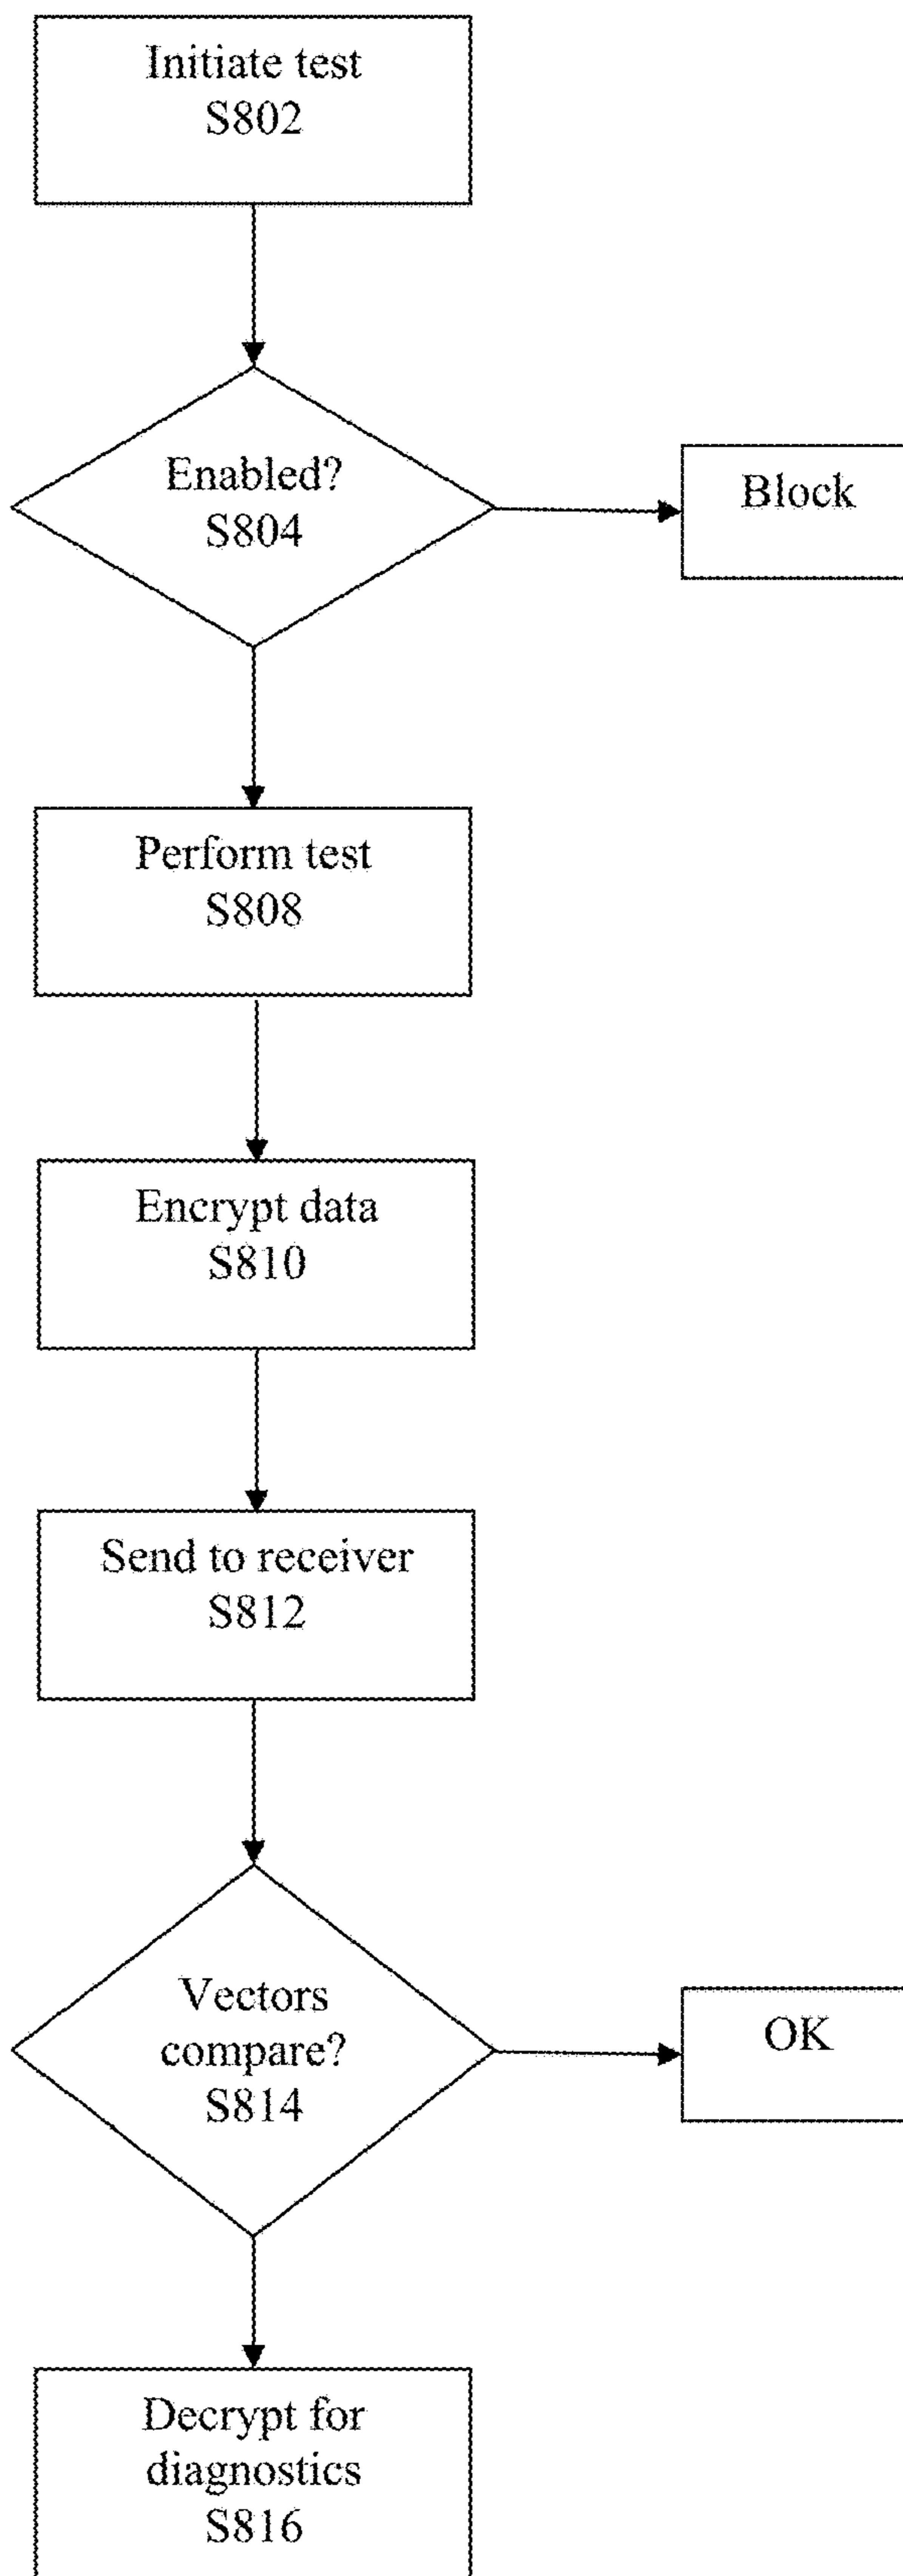 Initiate test
S802
Enabled?
S804
Block
Perform test
S808
Encrypt data
S810
Send to receiver
S812
Vectors
compare?
S814
OK
Decrypt for
diagnostics
S816